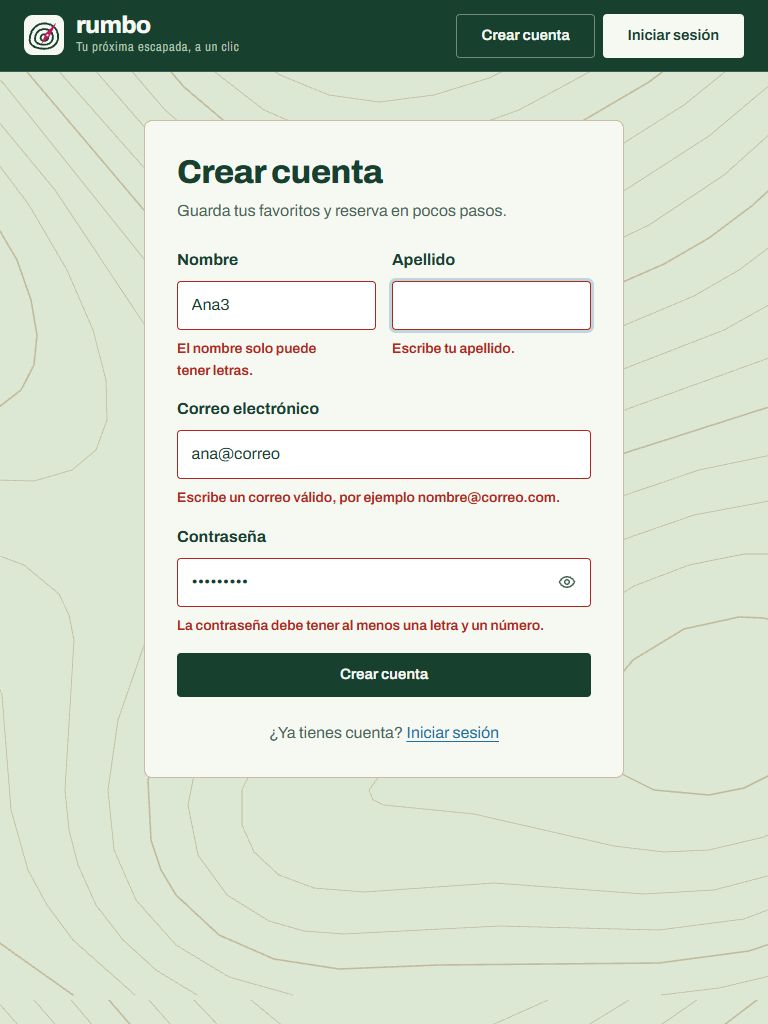 rumbo
Tu próxima escapada, a un clic
Crear cuenta
Iniciar sesión
Crear cuenta
Guarda tus favoritos y reserva en pocos pasos.
Nombre
Apellido
Ana3
El nombre solo puede
tener letras.
Escribe tu apellido.
Correo electrónico
ana@correo
Escribe un correo válido, por ejemplo nombre@correo.com.
Contraseña
•••••••••
La contraseña debe tener al menos una letra y un número.
Crear cuenta
¿Ya tienes cuenta? Iniciar sesión